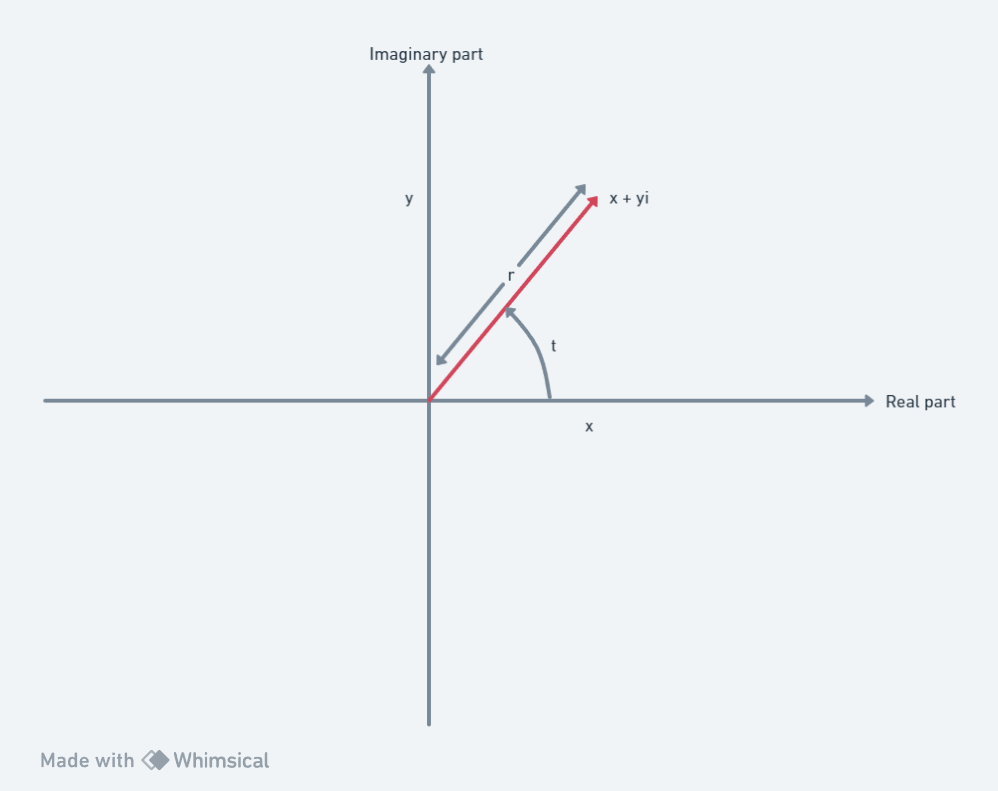 Imaginary part
y
x + yi
r
t
Real part
x
Made with Whimsical